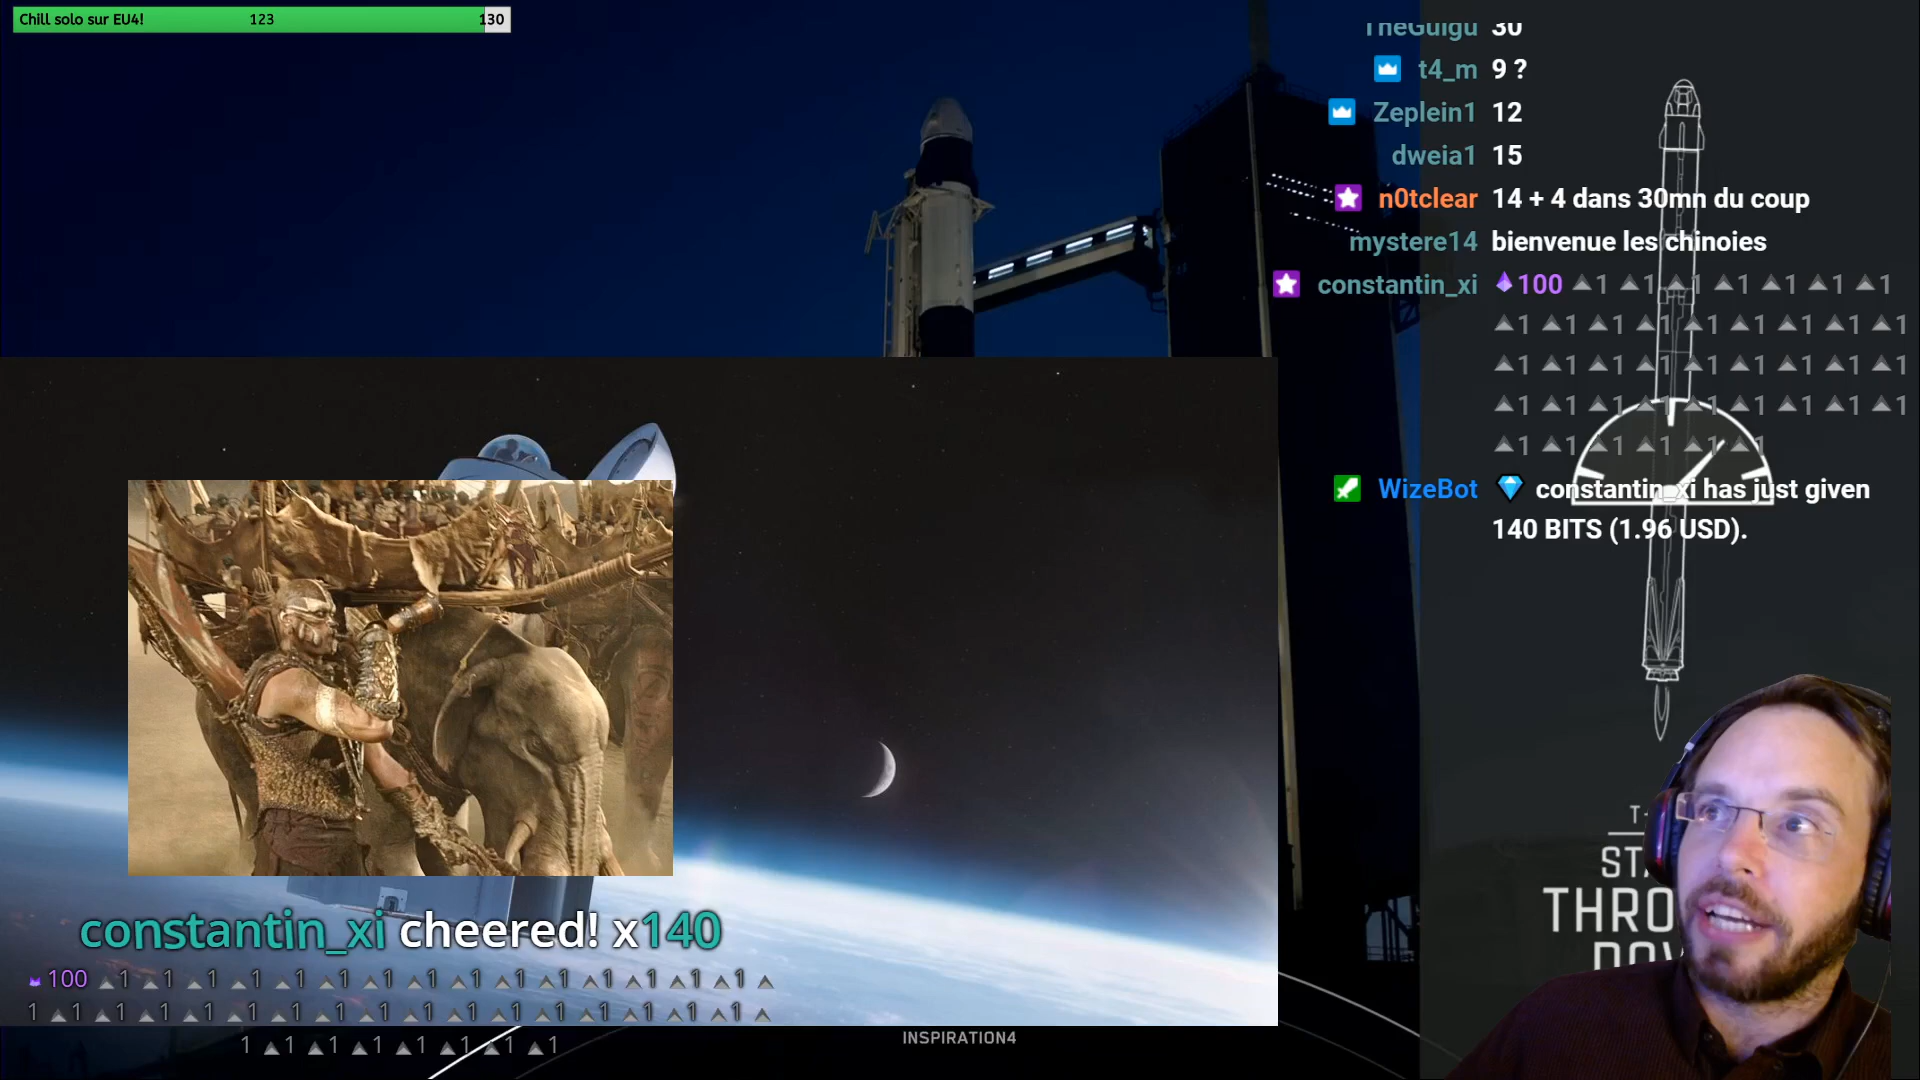 Chill solo sur EU4! 123 130
TheGuigu 30
t4_m 9 ?
Zeplein1 12
dweia1 15
n0tclear 14 + 4 dans 30mn du coup
mystere14 bienvenue les chinoies
constantin_xi 100 1 1 1 1 1 1 1
1 1 1 1 1 1 1 1 1
1 1 1 1 1 1 1 1 1
1 1 1 1 1 1 1 1 1
1 1 1 1 1 1
WizeBot constantin_xi has just given
140 BITS (1.96 USD).
T-
THRO
constantin_xi cheered! x140
100 1 1 1 1 1 1 1 1 1 1 1 1 1 1 1
1 1 1 1 1 1 1 1 1 1 1 1 1 1 1 1 1
1 1 1 1 1 1 1 1
INSPIRATION4